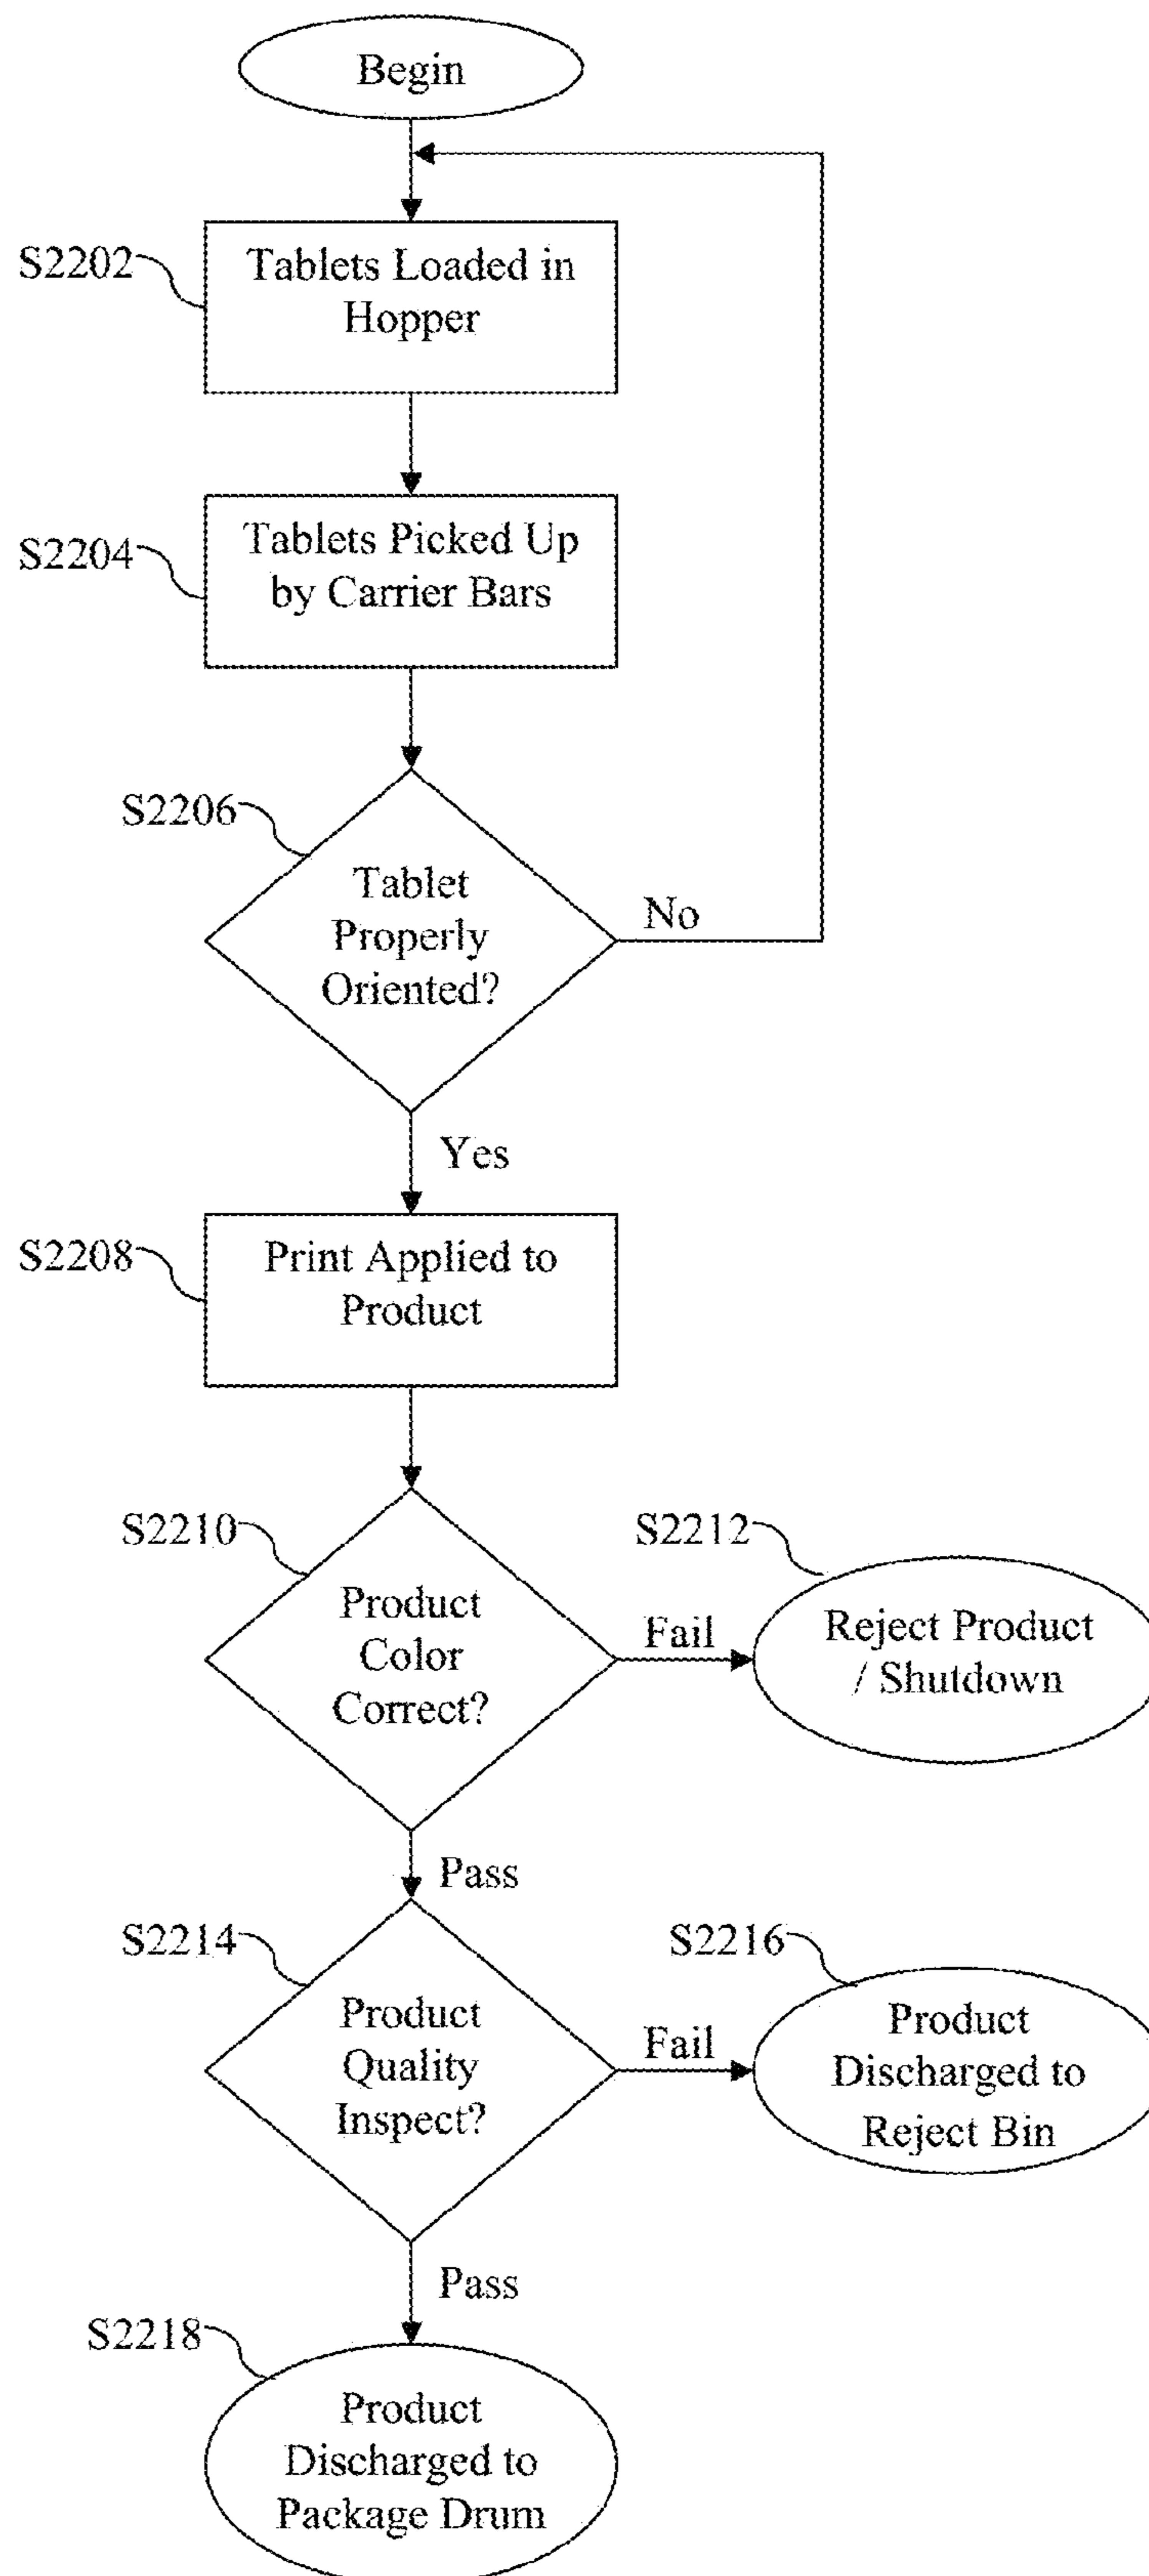 Begin
S2202
Tablets Loaded in
Hopper
S2204
Tablets Picked Up
by Carrier Bars
S2206
Tablet
Properly
Oriented?
No
Yes
S2208
Print Applied to
Product
S2210
Product
Color
Correct?
Fail
S2212
Reject Product
/ Shutdown
Pass
S2214
Product
Quality
Inspect?
Fail
S2216
Product
Discharged to
Reject Bin
Pass
S2218
Product
Discharged to
Package Drum